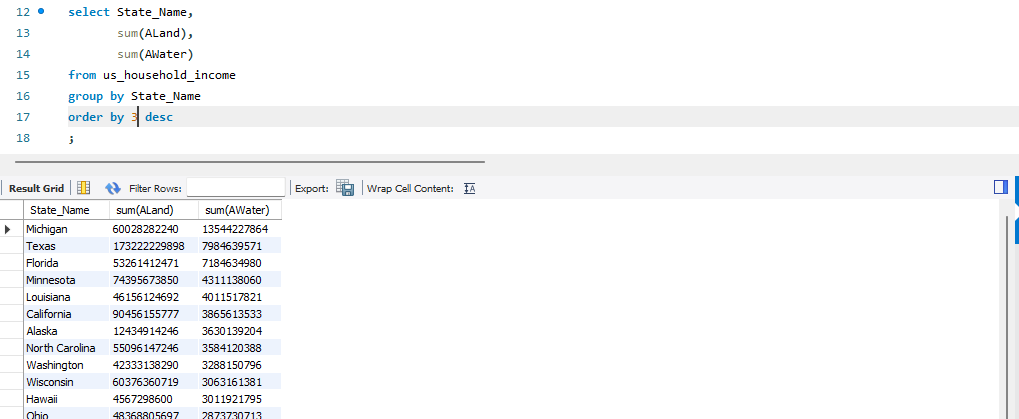 12 select State_Name,
13 sum(ALand),
14 sum(AWater)
15 from us_household_income
16 group by State_Name
17 order by 3 desc
18 ;
Result Grid Filter Rows: Export: Wrap Cell Content:
State_Name sum(ALand) sum(AWater)
Michigan 60028282240 13544227864
Texas 173222229898 7984639571
Florida 53261412471 7184634980
Minnesota 74395673850 4311138060
Louisiana 46156124692 4011517821
California 90456155777 3865613533
Alaska 12434914246 3630139204
North Carolina 55096147246 3584120388
Washington 42333138290 3288150796
Wisconsin 60376360719 3063161381
Hawaii 4567298600 3011921795
Ohio 48368805697 2873730713